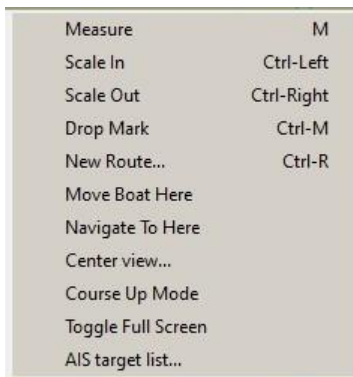 Measure M
Scale In Ctrl-Left
Scale Out Ctrl-Right
Drop Mark Ctrl-M
New Route... Ctrl-R
Move Boat Here
Navigate To Here
Center view...
Course Up Mode
Toggle Full Screen
AIS target list...